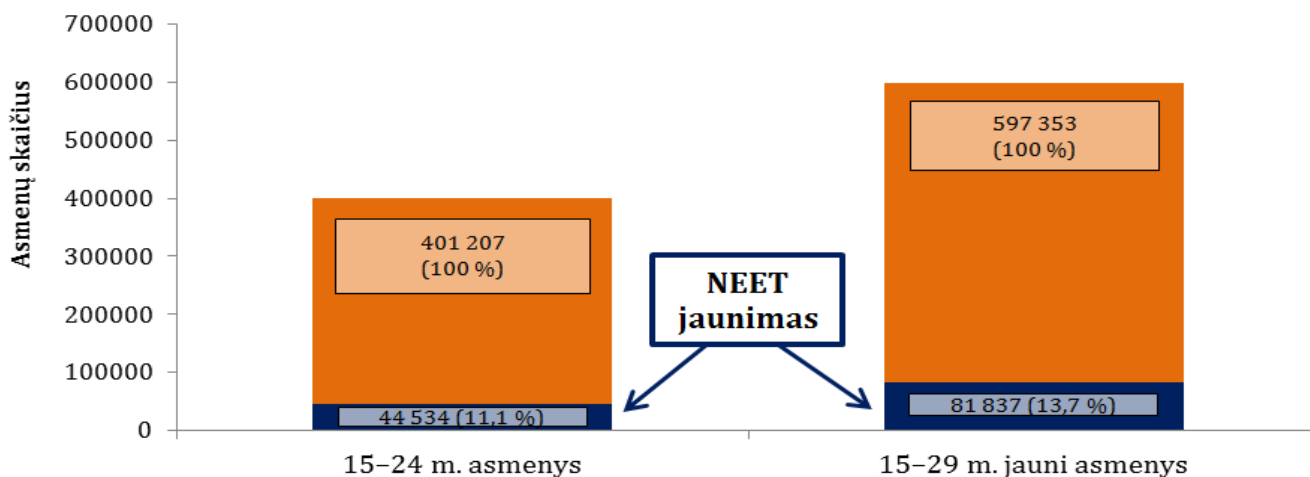 Asmenų skaičius
700000
600000
500000
400000
300000
200000
100000
0
401 207
(100 %)
44 534 (11,1 %)
NEET
jaunimas
597 353
(100 %)
81 837 (13,7 %)
15–24 m. asmenys
15–29 m. jauni asmenys